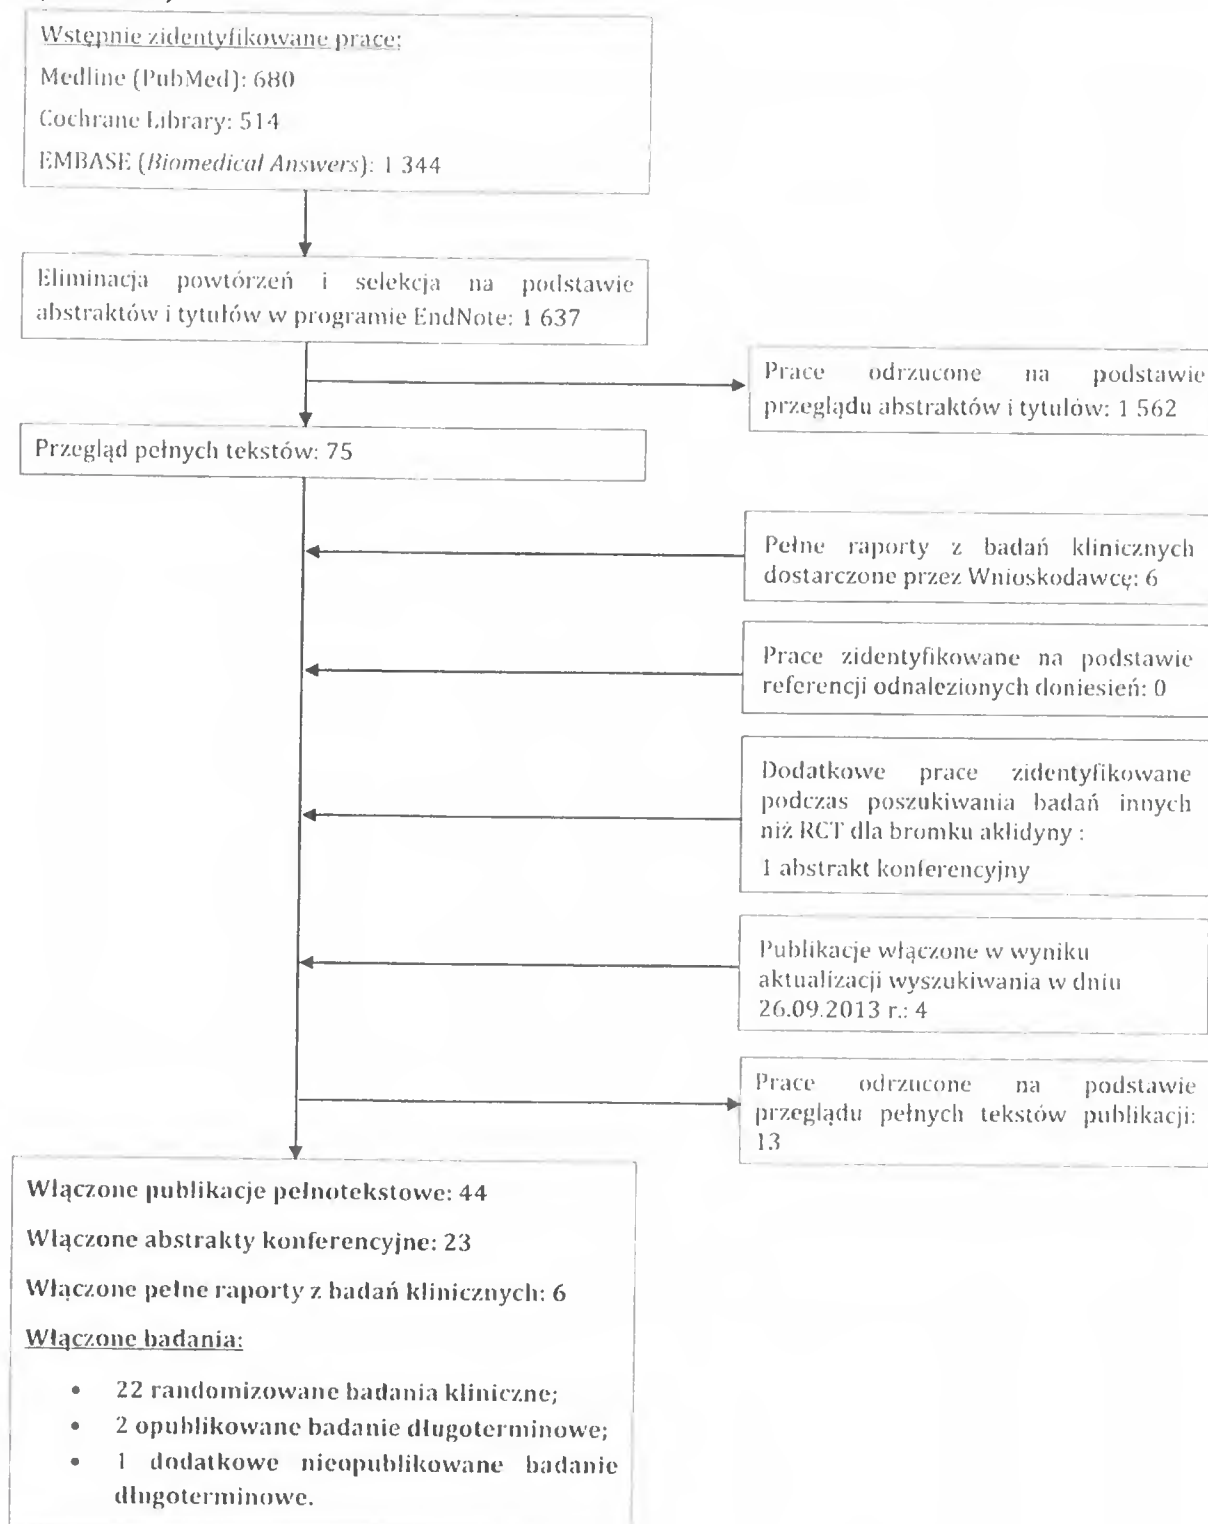 Wstępnie zidentyfikowane prace:
Medline (PubMed): 680
Cochrane Library: 514
EMBASE (Biomedical Answers): 1 344
Eliminacja powtórzeń i selekcja na podstawie
abstraktów i tytułów w programie EndNote: 1 637
Prace odrzucone na podstawie
przeglądu abstraktów i tytułów: 1 562
Przegląd pełnych tekstów: 75
Pełne raporty z badań klinicznych
dostarczone przez Wnioskodawcę: 6
Prace zidentyfikowane na podstawie
referencji odnalezionych doniesień: 0
Dodatkowe prace zidentyfikowane
podczas poszukiwania badań innych
niż RCT dla bromku aklidyny :
1 abstrakt konferencyjny
Publikacje włączone w wyniku
aktualizacji wyszukiwania w dniu
26.09.2013 r.: 4
Prace odrzucone na podstawie
przeglądu pełnych tekstów publikacji:
13
Włączone publikacje pełnotekstowe: 44
Włączone abstrakty konferencyjne: 23
Włączone pełne raporty z badań klinicznych: 6
Włączone badania:
• 22 randomizowane badania kliniczne;
• 2 opublikowane badanie długoterminowe;
• 1 dodatkowe nieopublikowane badanie
długoterminowe.